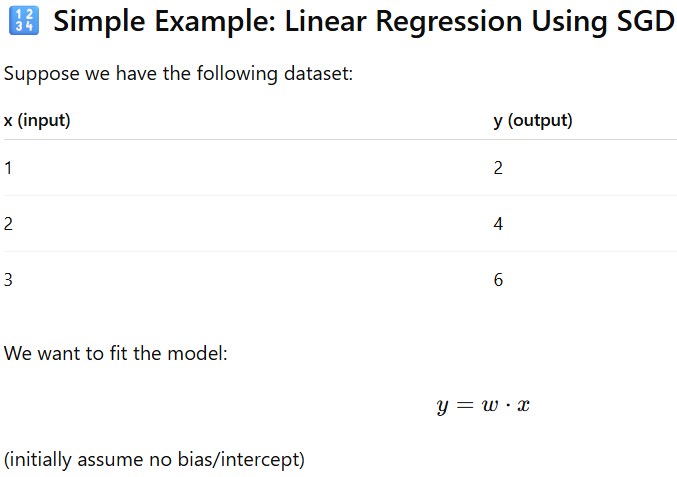 🔢 Simple Example: Linear Regression Using SGD
Suppose we have the following dataset:
x (input) y (output)
1 2
2 4
3 6
We want to fit the model:
y = w · x
(initially assume no bias/intercept)